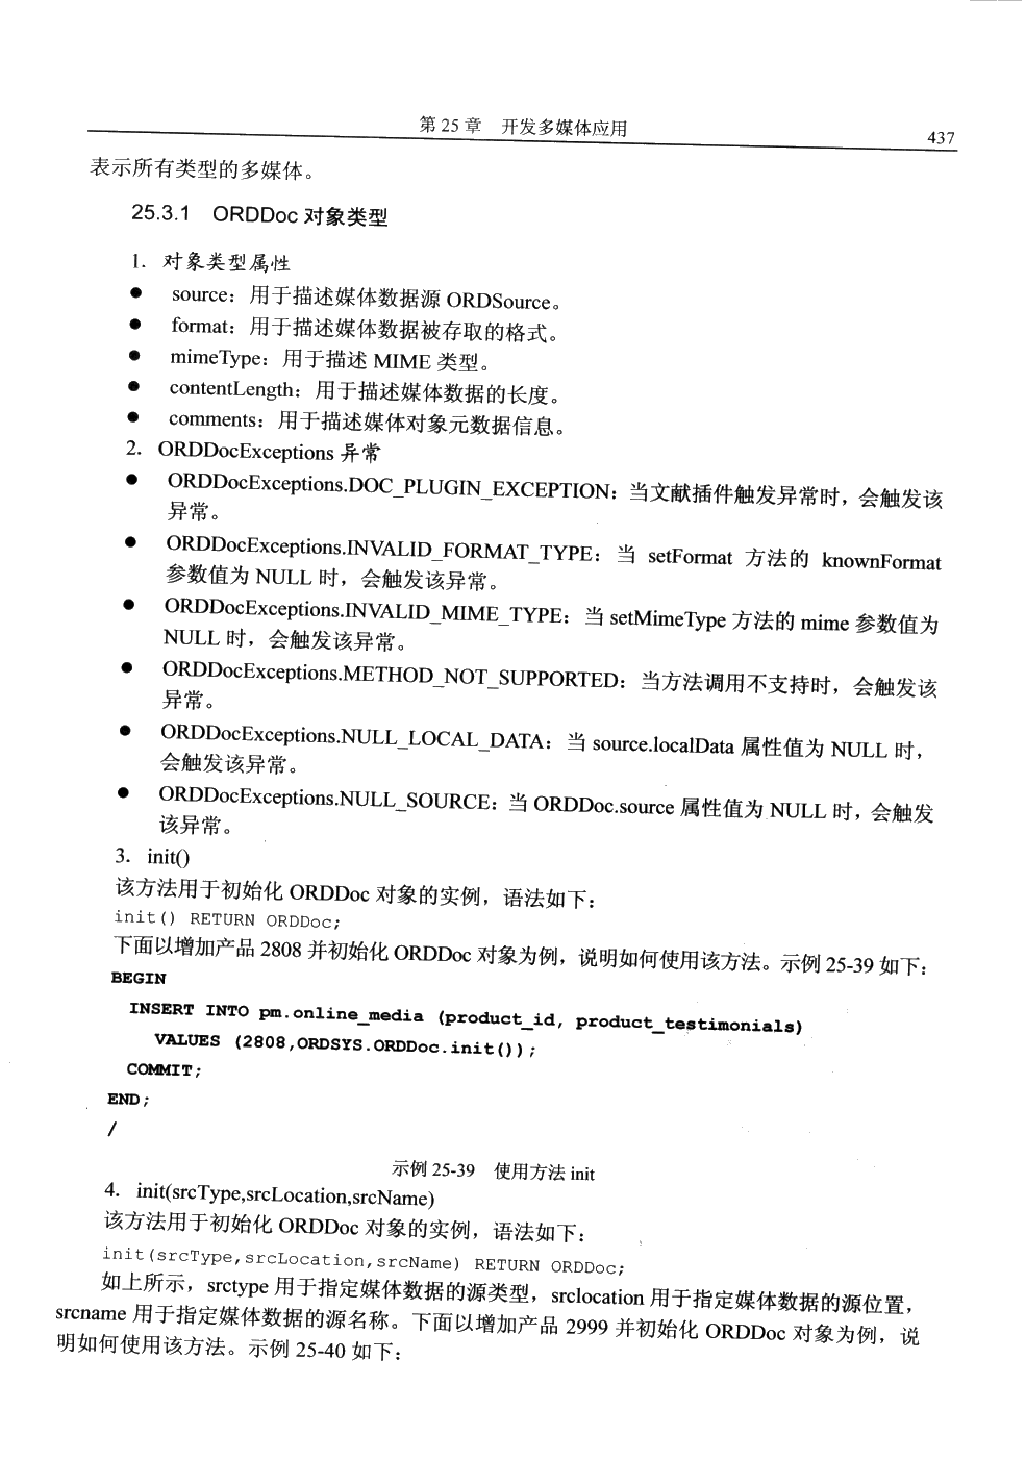 第 25 章　开发多媒体应用
437
表示所有类型的多媒体。
25.3.1　ORDDoc 对象类型
1．对象类型属性
● source：用于描述媒体数据源 ORDSource。
● format：用于描述媒体数据被存取的格式。
● mimeType：用于描述 MIME 类型。
● contentLength：用于描述媒体数据的长度。
● comments：用于描述媒体对象元数据信息。
2．ORDDocExceptions 异常
● ORDDocExceptions.DOC_PLUGIN_EXCEPTION：当文献插件触发异常时，会触发该
异常。
● ORDDocExceptions.INVALID_FORMAT_TYPE：当 setFormat 方法的 knownFormat
参数值为 NULL 时，会触发该异常。
● ORDDocExceptions.INVALID_MIME_TYPE：当 setMimeType 方法的 mime 参数值为
NULL 时，会触发该异常。
● ORDDocExceptions.METHOD_NOT_SUPPORTED：当方法调用不支持时，会触发该
异常。
● ORDDocExceptions.NULL_LOCAL_DATA：当 source.localData 属性值为 NULL 时，
会触发该异常。
● ORDDocExceptions.NULL_SOURCE：当 ORDDoc.source 属性值为 NULL 时，会触发
该异常。
3．init()
该方法用于初始化 ORDDoc 对象的实例，语法如下：
init() RETURN ORDDoc;
下面以增加产品 2808 并初始化 ORDDoc 对象为例，说明如何使用该方法。示例 25-39 如下：
BEGIN
INSERT INTO pm.online_media (product_id, product_testimonials)
VALUES (2808,ORDSYS.ORDDoc.init());
COMMIT;
END;
/
示例 25-39　使用方法 init
4．init(srcType,srcLocation,srcName)
该方法用于初始化 ORDDoc 对象的实例，语法如下：
init(srcType,srcLocation,srcName) RETURN ORDDoc;
如上所示，srctype 用于指定媒体数据的源类型，srclocation 用于指定媒体数据的源位置，
srcname 用于指定媒体数据的源名称。下面以增加产品 2999 并初始化 ORDDoc 对象为例，说
明如何使用该方法。示例 25-40 如下：